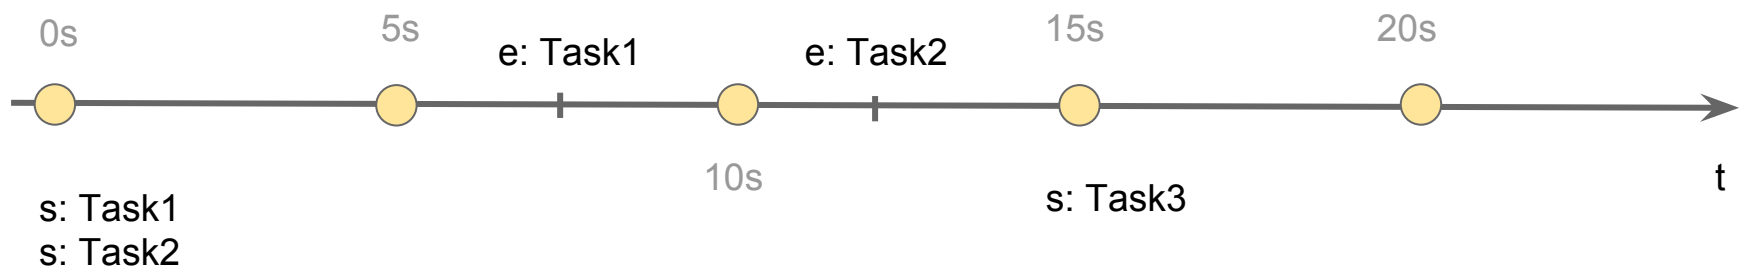 0s
5s
e: Task1
e: Task2
15s
20s
10s
t
s: Task1
s: Task2
s: Task3